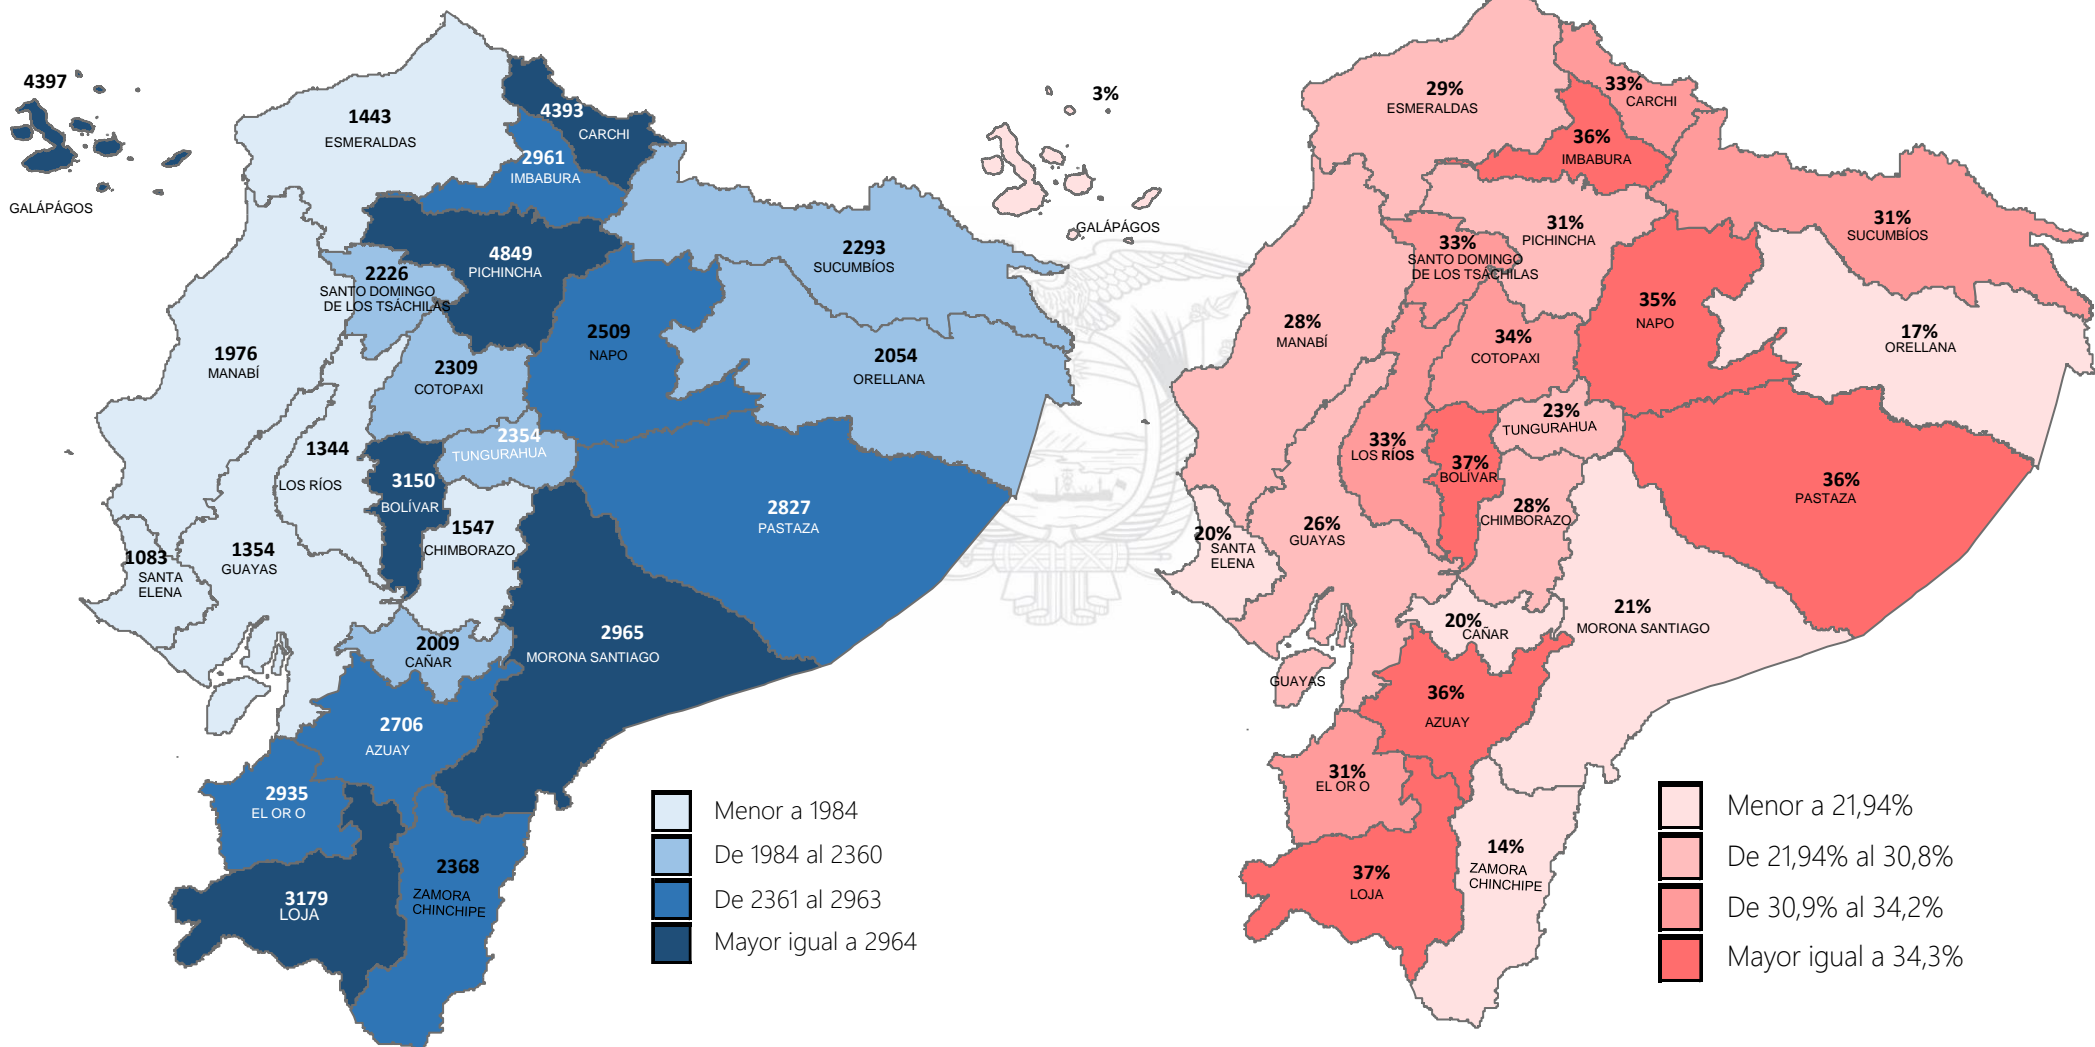 4397
GALÁPÁGOS
1443
ESMERALDAS
4393
CARCHI
2961
IMBABURA
4849
PICHINCHA
2293
SUCUMBÍOS
2226
SANTO DOMINGO
DE LOS TSÁCHILAS
2509
NAPO
2054
ORELLANA
1976
MANABÍ
2309
COTOPAXI
2354
TUNGURAHUA
1344
LOS RÍOS
3150
BOLÍVAR
1547
CHIMBORAZO
2827
PASTAZA
1083
SANTA
ELENA
1354
GUAYAS
2009
CAÑAR
2965
MORONA SANTIAGO
2706
AZUAY
2935
EL OR O
3179
LOJA
2368
ZAMORA
CHINCHIPE
Menor a 1984
De 1984 al 2360
De 2361 al 2963
Mayor igual a 2964
3%
GALÁPÁGOS
29%
ESMERALDAS
33%
CARCHI
36%
IMBABURA
31%
PICHINCHA
31%
SUCUMBÍOS
33%
SANTO DOMINGO
DE LOS TSÁCHILAS
35%
NAPO
17%
ORELLANA
28%
MANABÍ
34%
COTOPAXI
23%
TUNGURAHUA
33%
LOS RÍOS
37%
BOLÍVAR
28%
CHIMBORAZO
36%
PASTAZA
20%
SANTA
ELENA
26%
GUAYAS
20%
CAÑAR
21%
MORONA SANTIAGO
GUAYAS
36%
AZUAY
31%
EL OR O
37%
LOJA
14%
ZAMORA
CHINCHIPE
Menor a 21,94%
De 21,94% al 30,8%
De 30,9% al 34,2%
Mayor igual a 34,3%